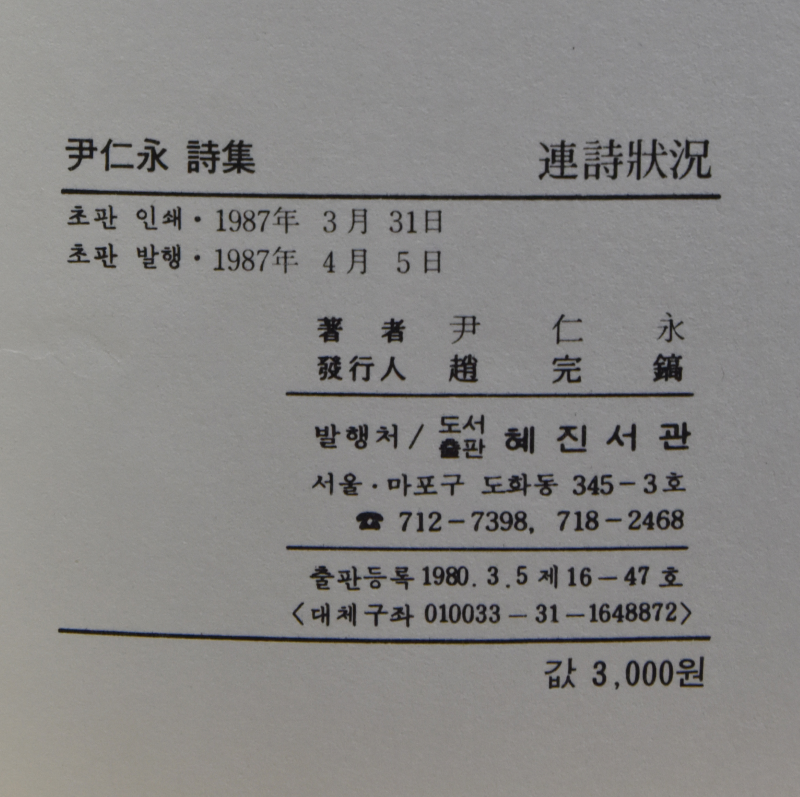 尹仁永 詩集 連詩狀況
초판 인쇄·1987年 3月 31日
초판 발행·1987年 4月 5日
著者 尹仁永
發行人 趙完鎬
발행처/도서출판 혜진서관
서울·마포구 도화동 345-3호
☎ 712-7398, 718-2468
출판등록 1980. 3. 5 제16-47호
<대체구좌 010033-31-1648872>
값 3,000원